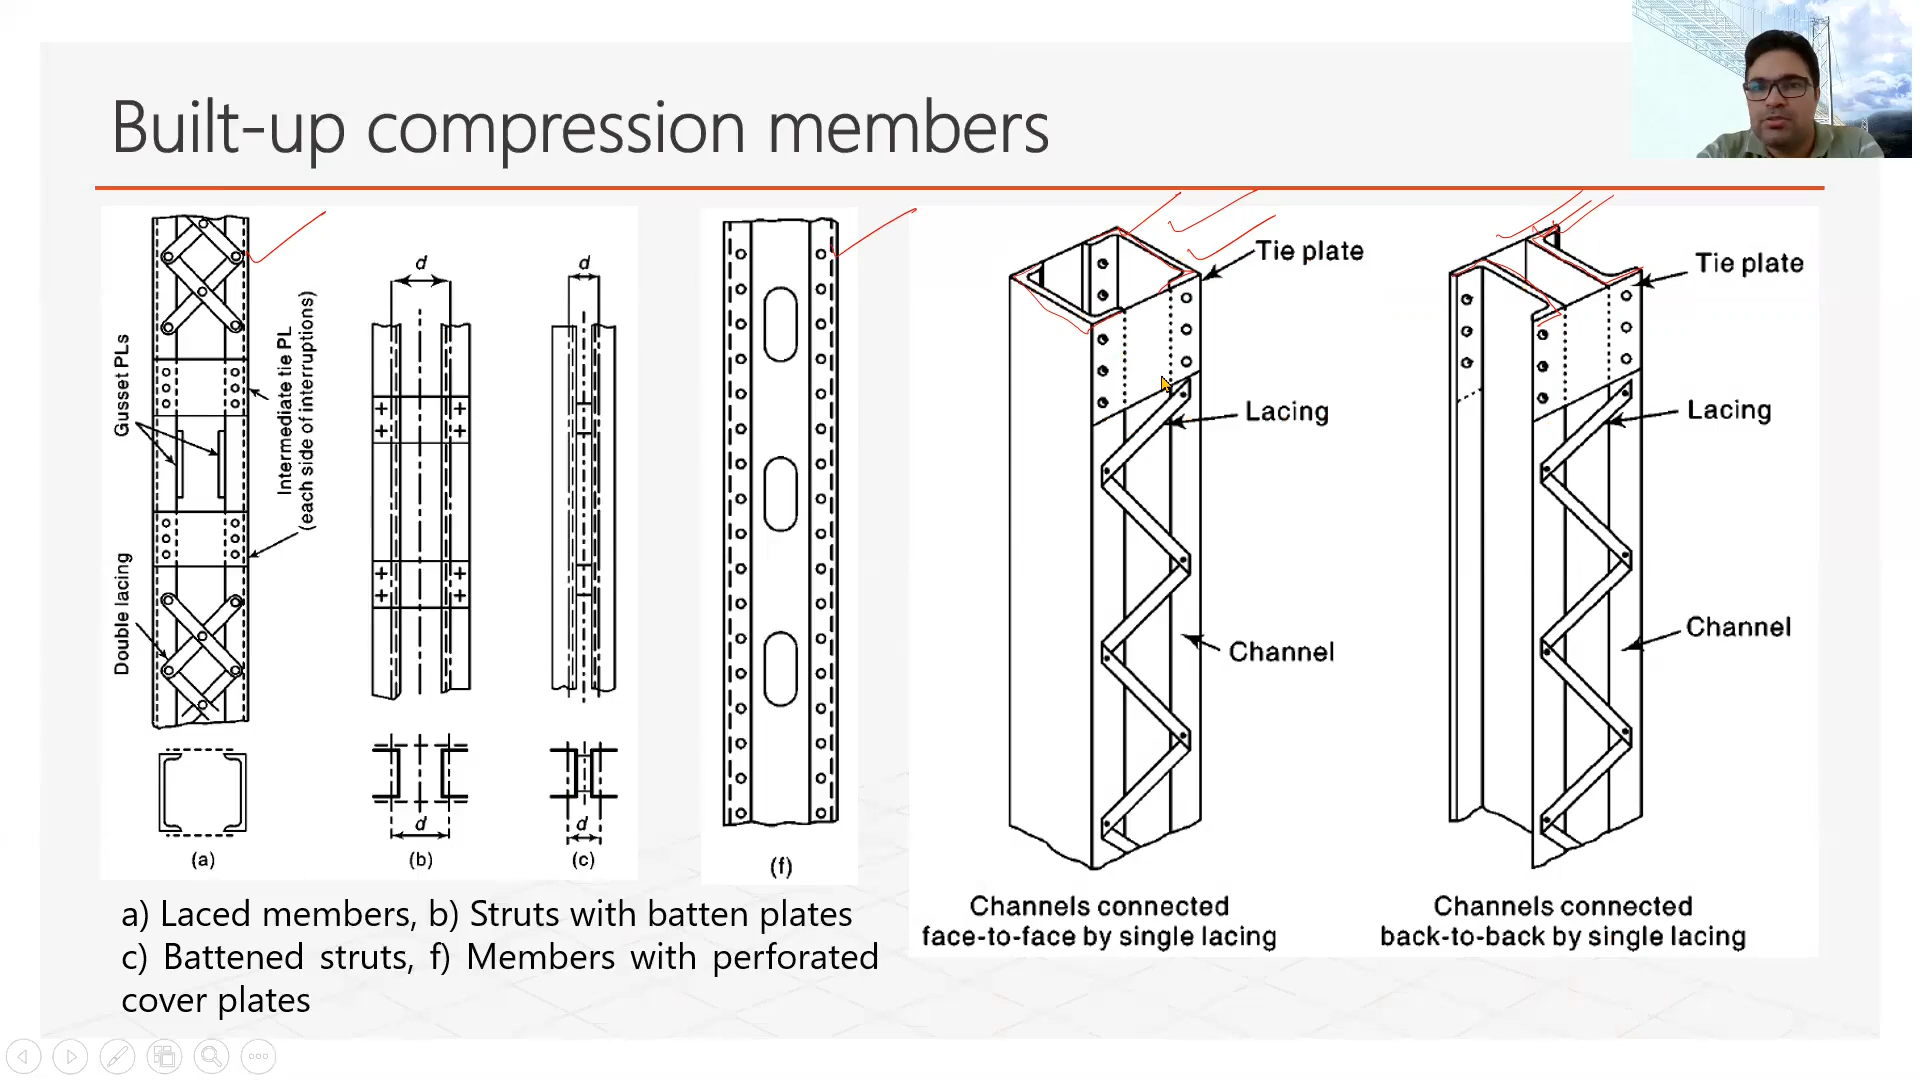 Built-up compression members
Gusset PLs
Double lacing
Intermediate tie PL
(each side of interruptions)
d
d
d
d
(a)
(b)
(c)
(f)
Tie plate
Lacing
Channel
Tie plate
Lacing
Channel
Channels connected
face-to-face by single lacing
Channels connected
back-to-back by single lacing
a) Laced members, b) Struts with batten plates
c) Battened struts, f) Members with perforated
cover plates